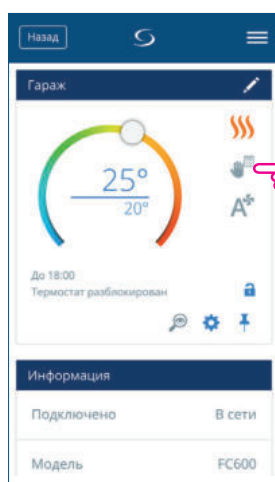 Назад
Гараж
25°
20°
A
До 18:00
Термостат разблокирован
Информация
Подключено В сети
Модель FC600